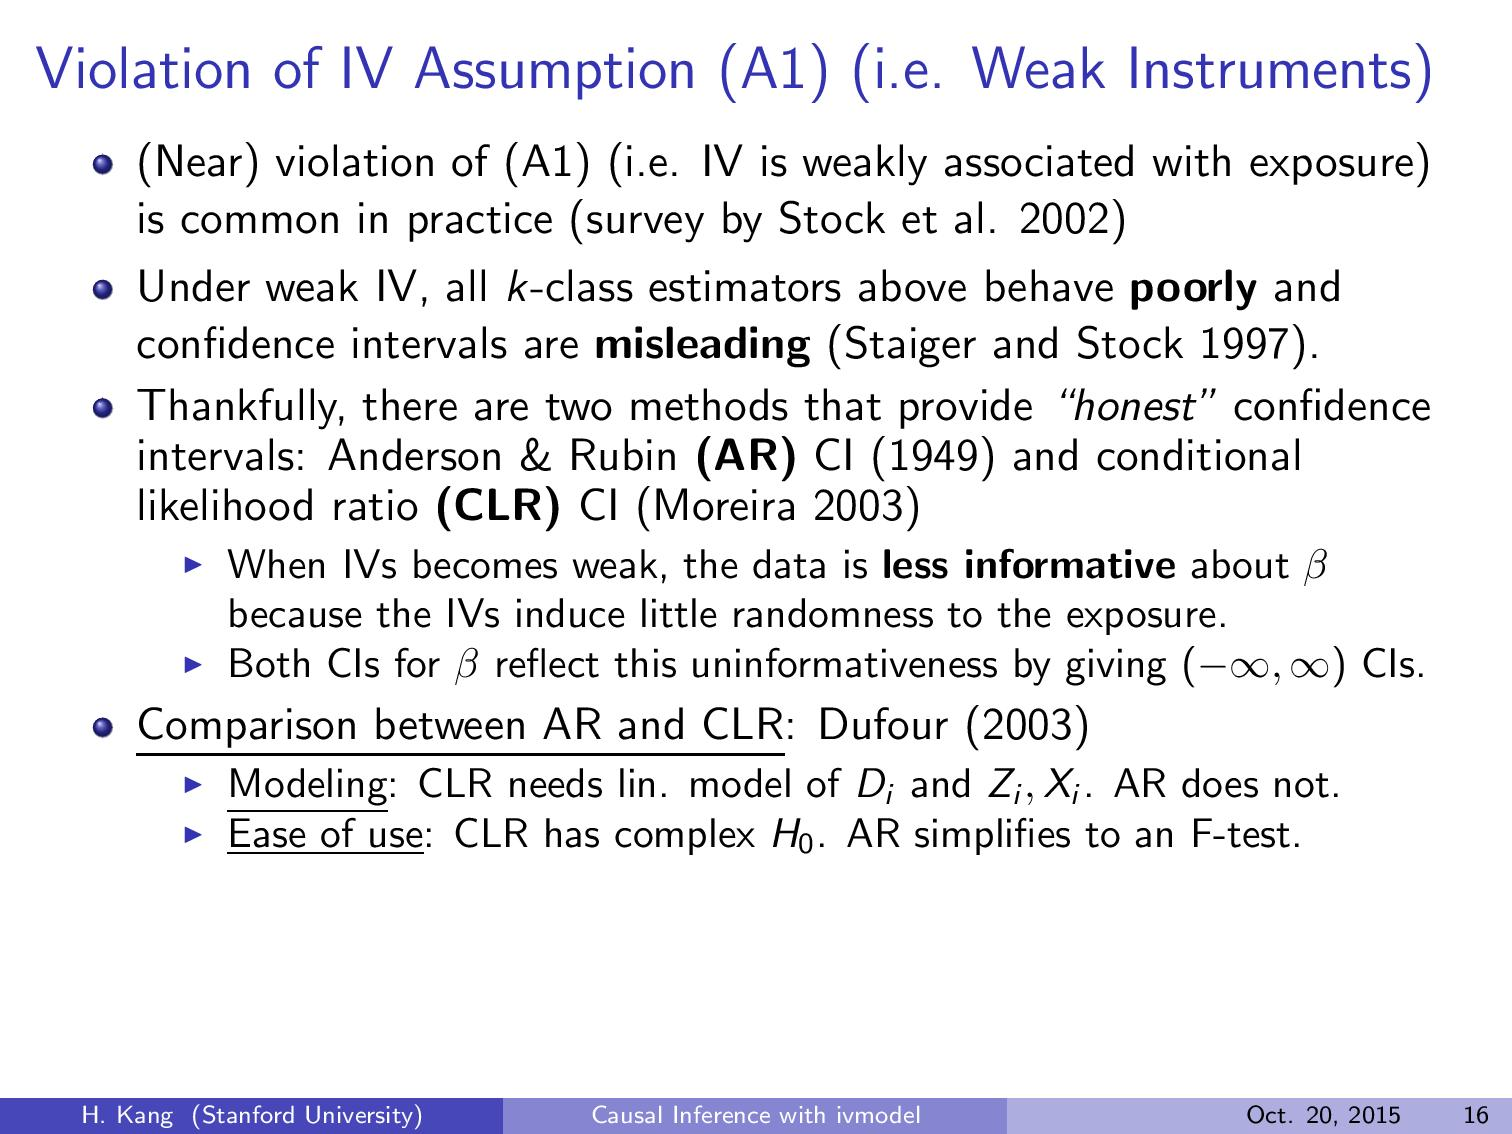 Violation of IV Assumption (A1) (i.e. Weak Instruments)
(Near) violation of (A1) (i.e. IV is weakly associated with exposure)
is common in practice (survey by Stock et al. 2002)
Under weak IV, all k-class estimators above behave poorly and
confidence intervals are misleading (Staiger and Stock 1997).
Thankfully, there are two methods that provide “honest” confidence
intervals: Anderson & Rubin (AR) CI (1949) and conditional
likelihood ratio (CLR) CI (Moreira 2003)
When IVs becomes weak, the data is less informative about β
because the IVs induce little randomness to the exposure.
Both CIs for β reflect this uninformativeness by giving (−∞, ∞) CIs.
Comparison between AR and CLR: Dufour (2003)
Modeling: CLR needs lin. model of Dᵢ and Zᵢ, Xᵢ. AR does not.
Ease of use: CLR has complex H₀. AR simplifies to an F-test.
H. Kang (Stanford University) Causal Inference with ivmodel Oct. 20, 2015 16